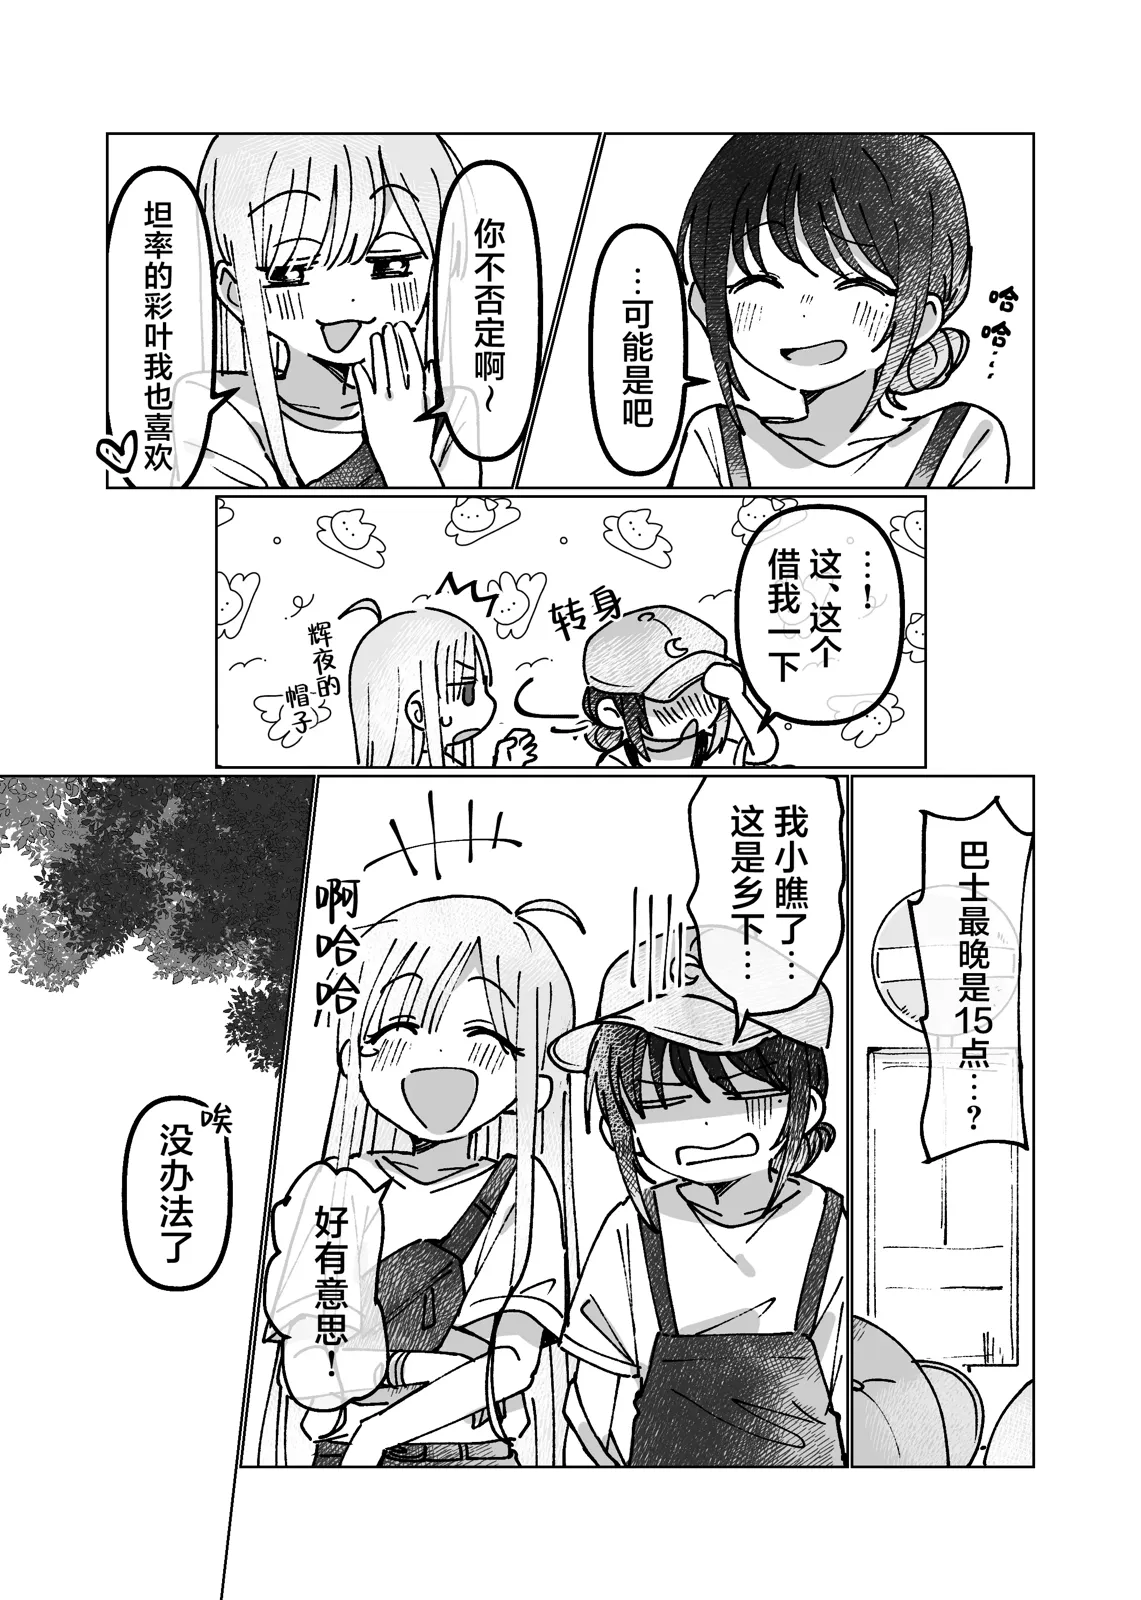 哈
哈…
…可能是吧
你不否定啊~
坦率的彩叶我也喜欢
…!
这、这个
借我一下
转身
辉夜的
帽子
巴士最晚是15点…?
我小瞧了…
这是乡下…
啊哈哈
好有意思!
唉
没办法了